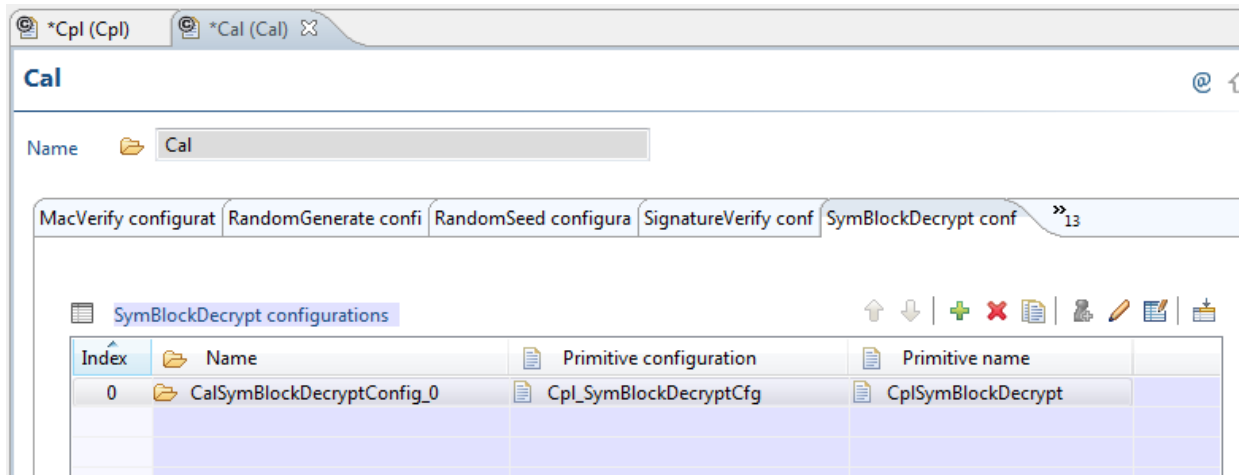 *Cpl (Cpl) *Cal (Cal)
Cal
Name Cal
MacVerify configurat RandomGenerate confi RandomSeed configura SignatureVerify conf SymBlockDecrypt conf »13
SymBlockDecrypt configurations
Index Name Primitive configuration Primitive name
0 CalSymBlockDecryptConfig_0 Cpl_SymBlockDecryptCfg CplSymBlockDecrypt